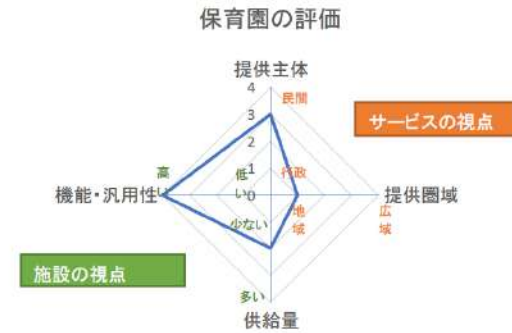 保育園の評価
提供主体
4
民間
3
サービスの視点
2
高い
低い
1
行政
機能・汎用性
0
提供圏域
少ない
地域
広域
施設の視点
多い
供給量